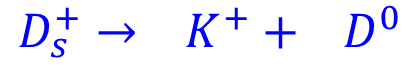 D_s^+ → K^+ + D^0